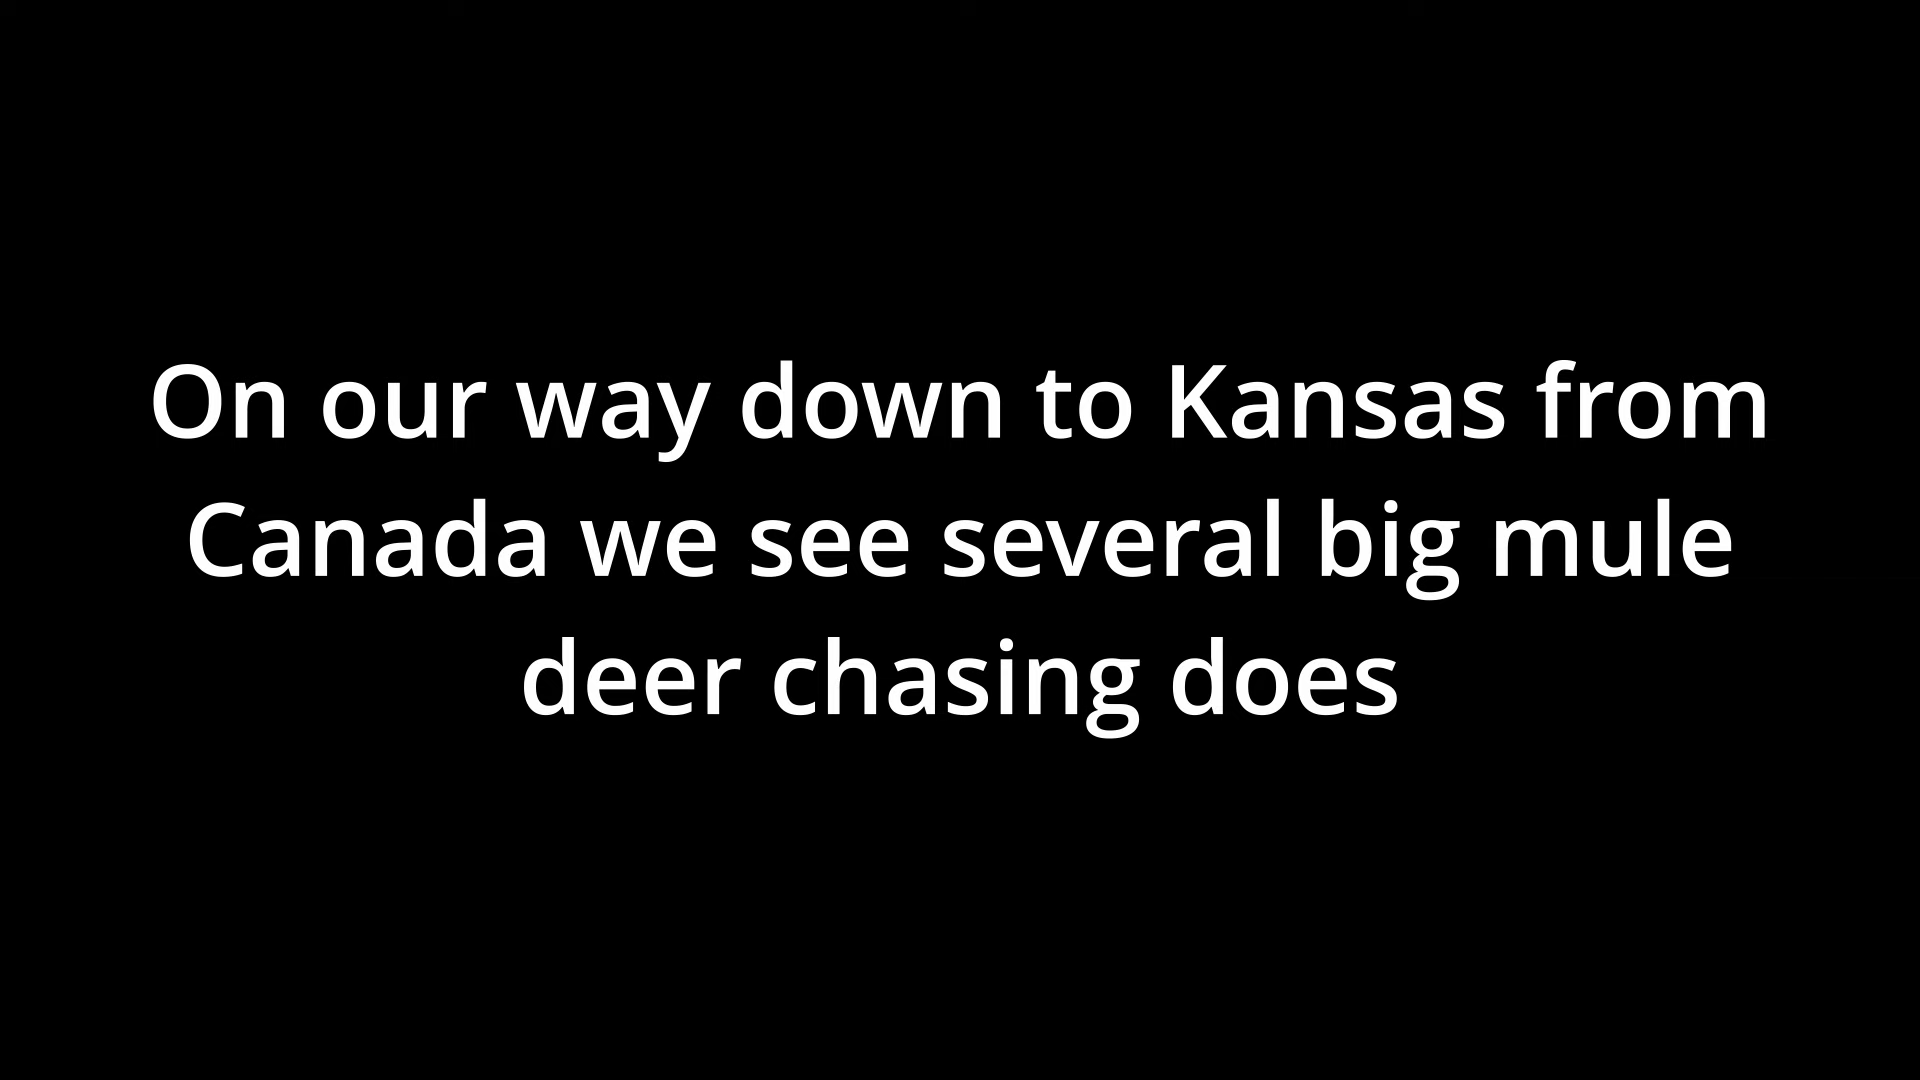 On our way down to Kansas from
Canada we see several big mule
deer chasing does